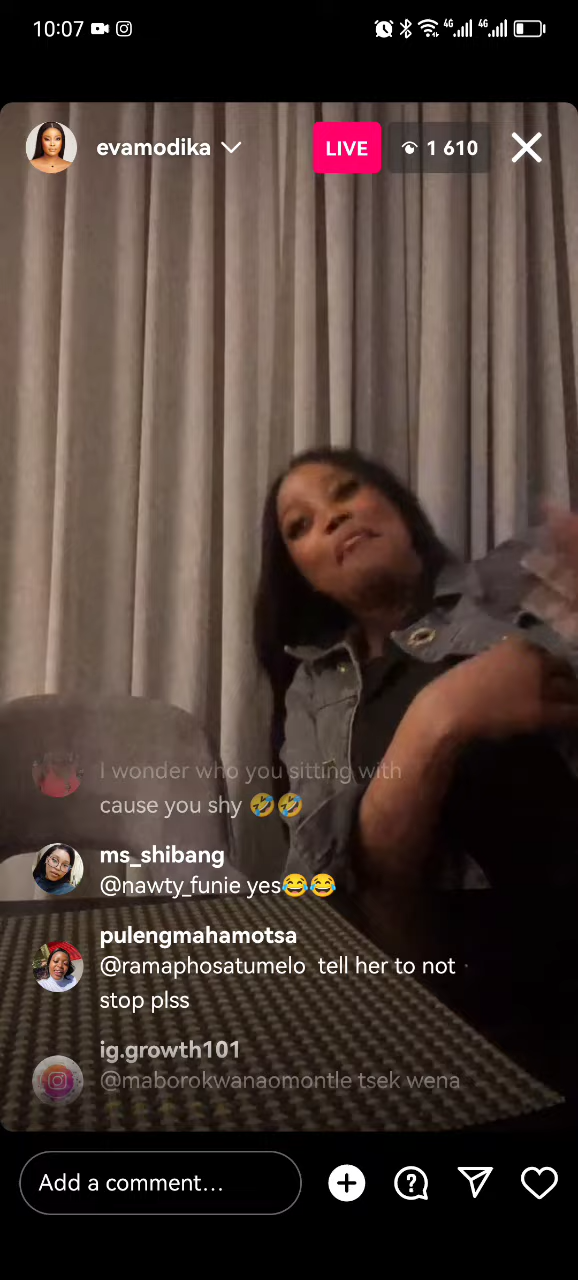 10:07
4G 4G
evamodika
LIVE
1 610
I wonder who you sitting with
cause you shy 🤣🤣
ms_shibang
@nawty_funie yes😂😂
pulengmahamotsa
@ramaphosatumelo tell her to not
stop plss
ig.growth101
@maborokwanaomontle tsek wena
Add a comment...